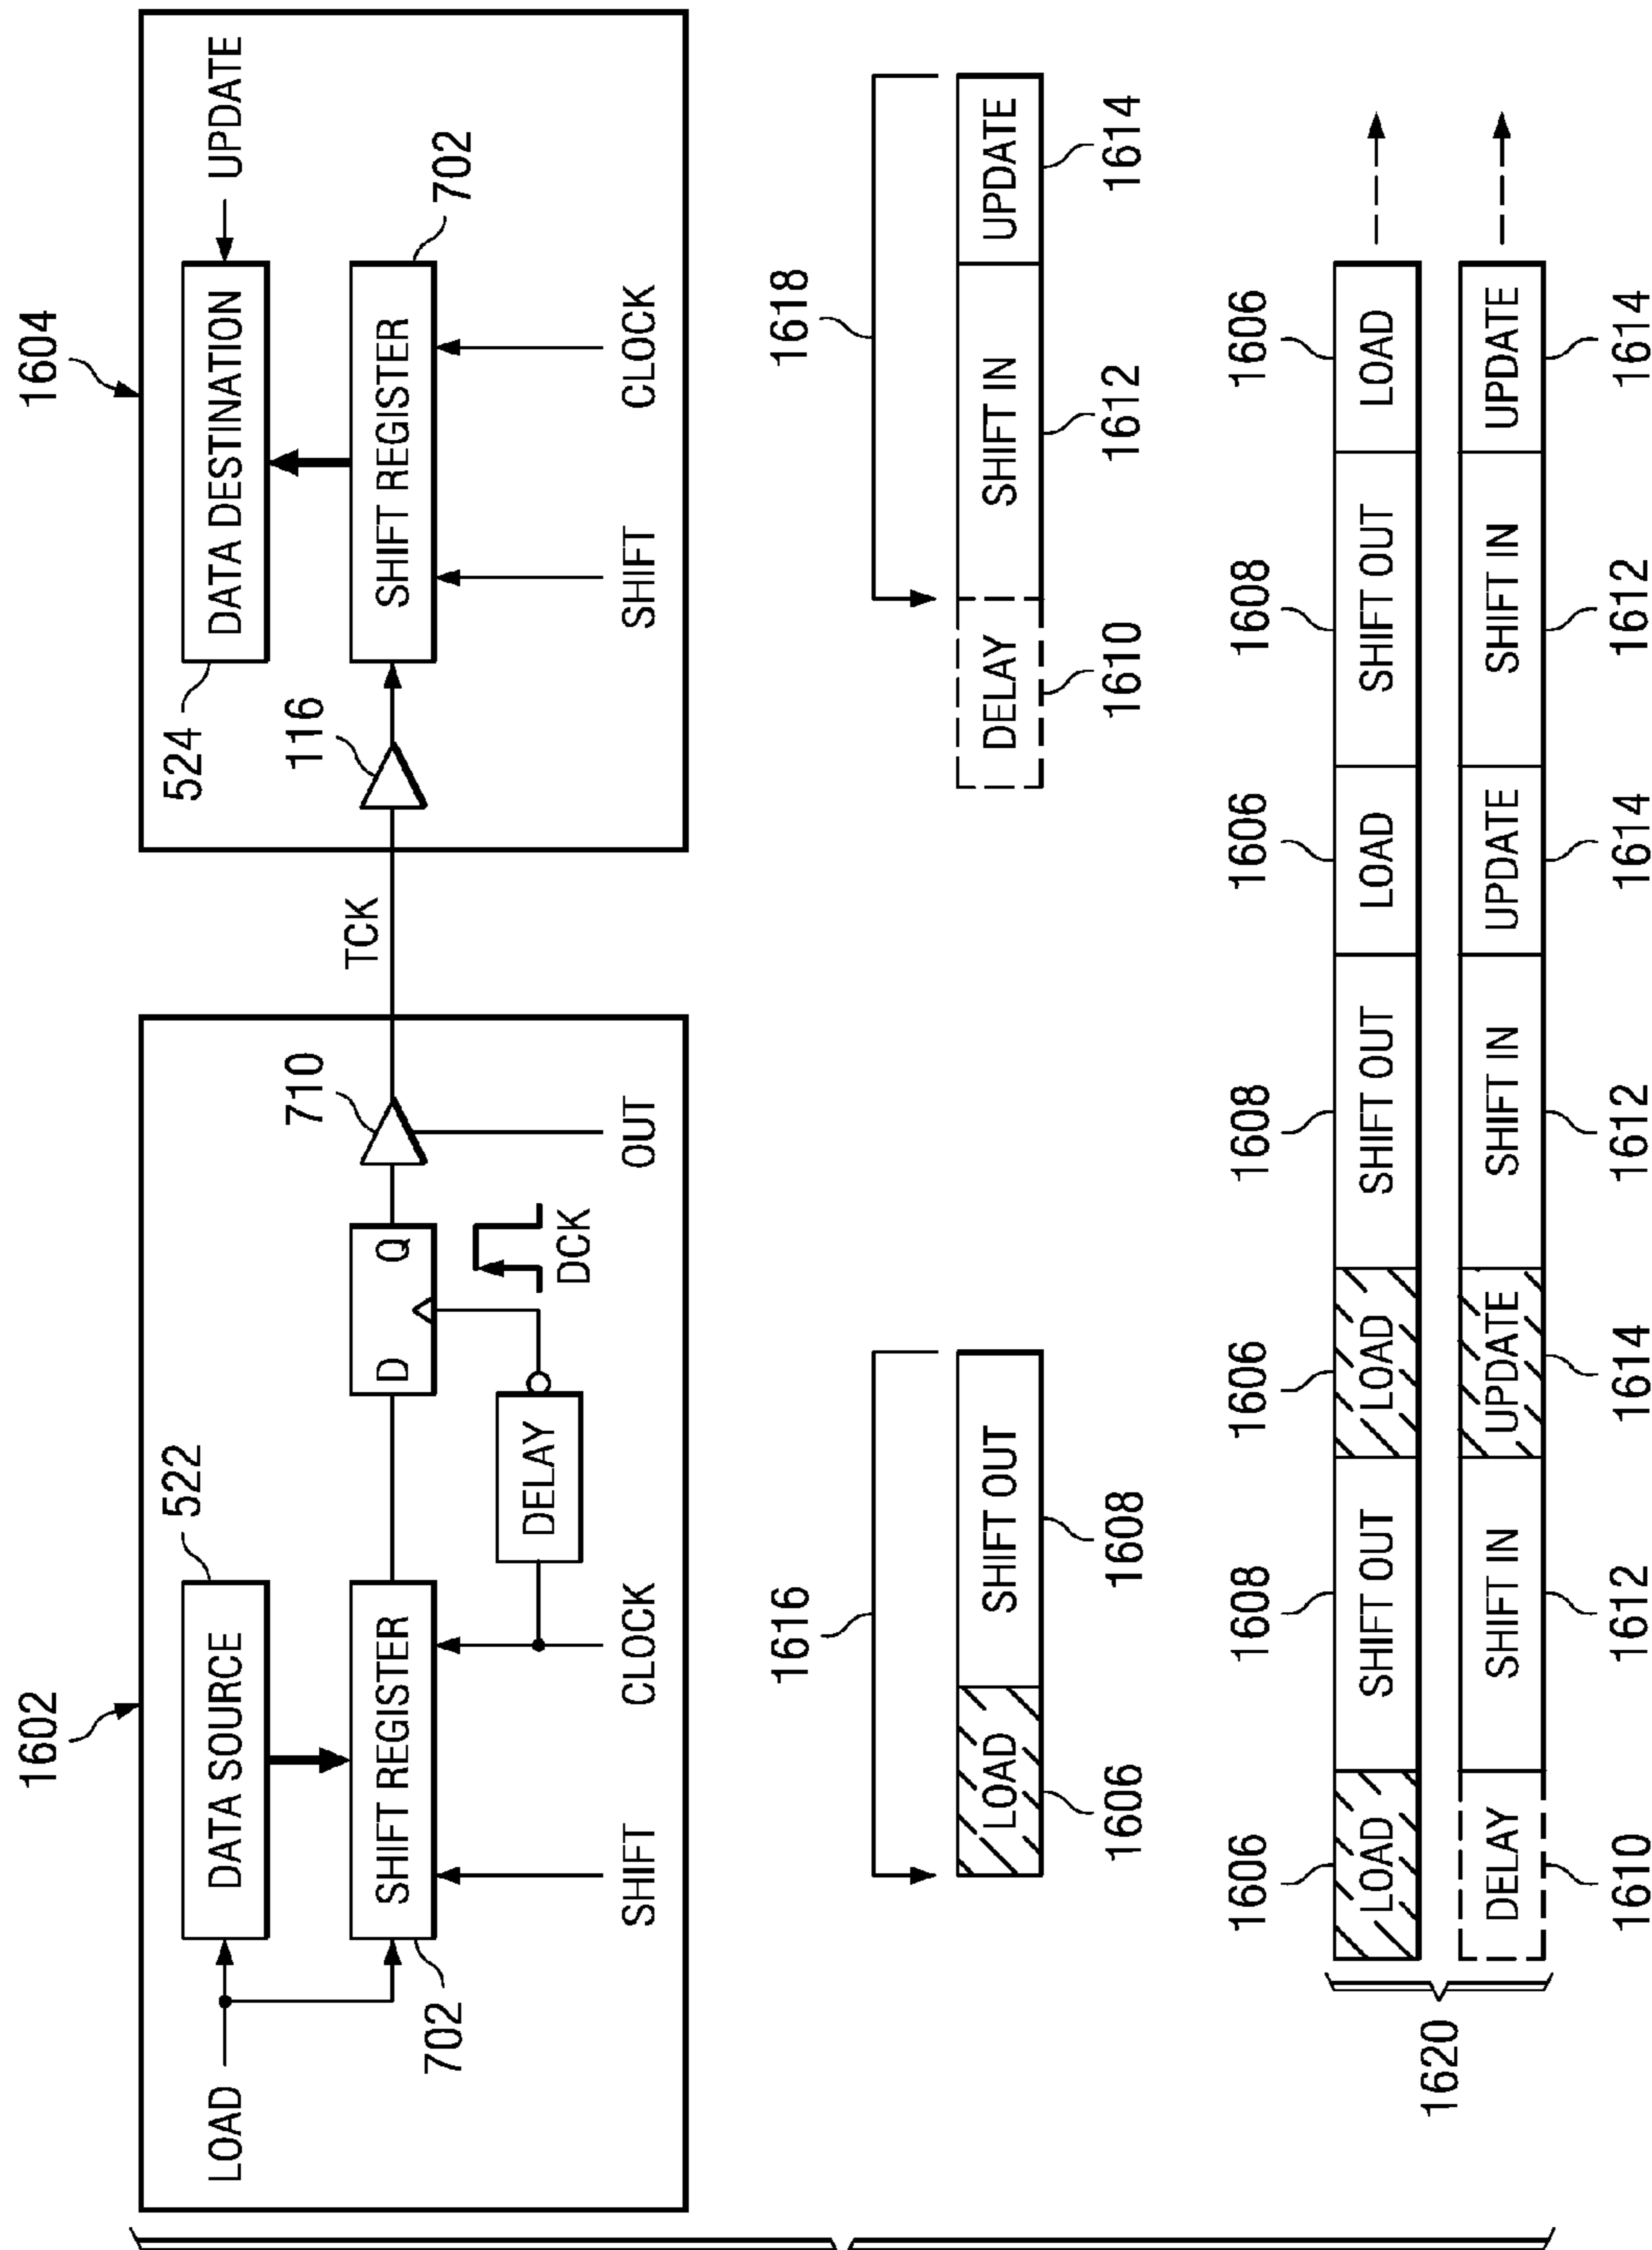 1602
1604
LOAD
DATA SOURCE
522
SHIFT REGISTER
702
SHIFT
CLOCK
DELAY
D
Q
DCK
710
OUT
TCK
116
524
DATA DESTINATION
UPDATE
SHIFT REGISTER
702
SHIFT
CLOCK
1616
LOAD
SHIFT OUT
1606
1608
1618
DELAY
SHIFT IN
UPDATE
1610
1612
1614
1606
1608
1606
1608
1606
1608
1606
LOAD
SHIFT OUT
LOAD
SHIFT OUT
LOAD
SHIFT OUT
LOAD
1620
DELAY
SHIFT IN
UPDATE
SHIFT IN
UPDATE
SHIFT IN
UPDATE
1610
1612
1614
1612
1614
1612
1614